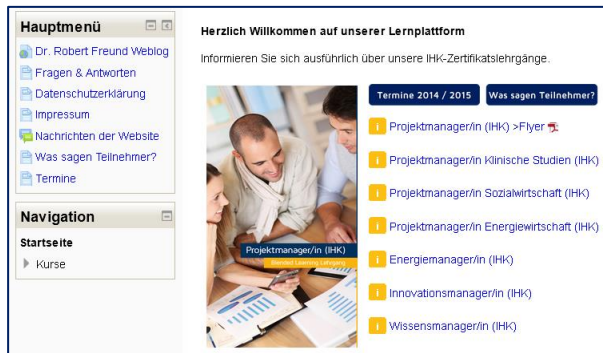 Hauptmenü
Dr. Robert Freund Weblog
Fragen & Antworten
Datenschutzerklärung
Impressum
Nachrichten der Website
Was sagen Teilnehmer?
Termine
Navigation
Startseite
Kurse
Herzlich Willkommen auf unserer Lernplattform
Informieren Sie sich ausführlich über unsere IHK-Zertifikatslehrgänge.
Projektmanager/in (IHK)
Blended Learning Lehrgang
Termine 2014 / 2015
Was sagen Teilnehmer?
Projektmanager/in (IHK) >Flyer
Projektmanager/in Klinische Studien (IHK)
Projektmanager/in Sozialwirtschaft (IHK)
Projektmanager/in Energiewirtschaft (IHK)
Energiemanager/in (IHK)
Innovationsmanager/in (IHK)
Wissensmanager/in (IHK)